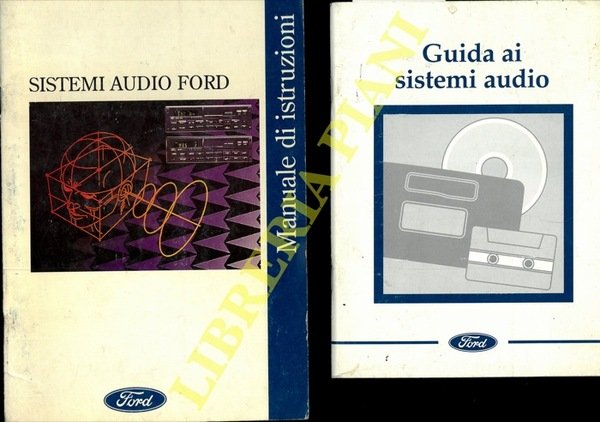 SISTEMI AUDIO FORD
Manuale di istruzioni
Ford
Guida ai
sistemi audio
Ford
LIBRERIA PIANI